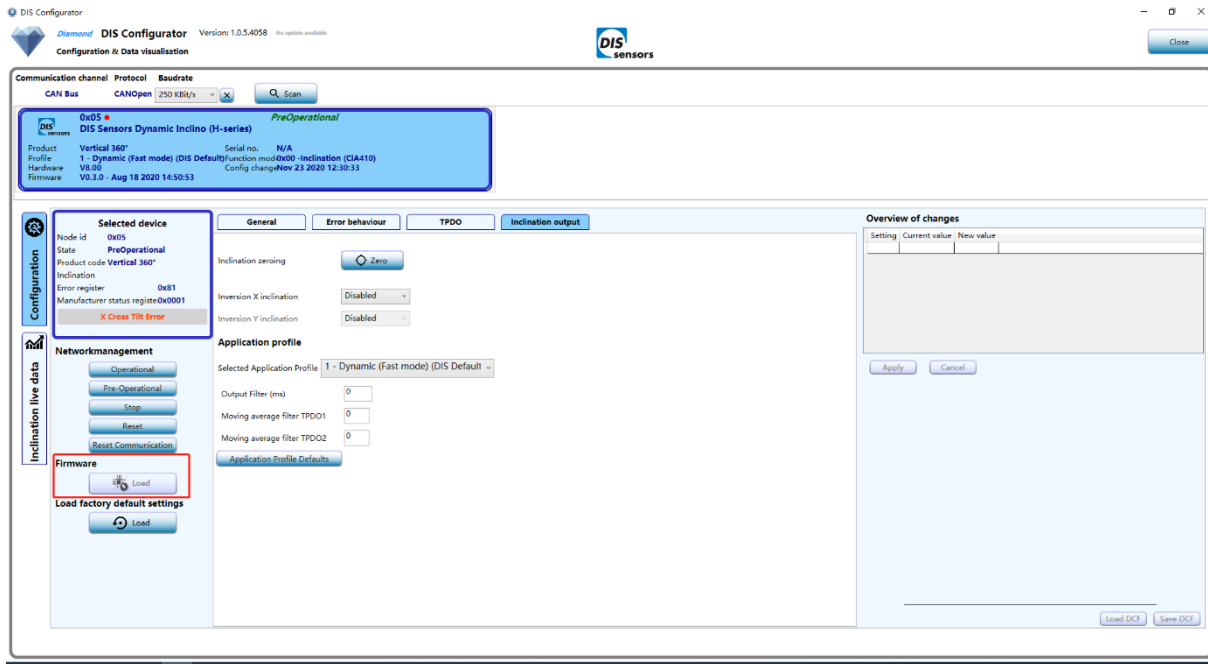 DIS Configurator
Diamond DIS Configurator Version: 1.0.5.4058 No update available
Configuration & Data visualisation
DIS sensors
Close
Communication channel Protocol Baudrate
CAN Bus CANOpen 250 KBit/s Scan
0x05 PreOperational
DIS sensors
DIS Sensors Dynamic Inclino (H-series)
Product Vertical 360° Serial no. N/A
Profile 1 - Dynamic (Fast mode) (DIS Default) Function mod 0x00 -Inclination (CiA410)
Hardware V8.00 Config change Nov 23 2020 12:30:33
Firmware V0.3.0 - Aug 18 2020 14:50:53
Configuration
Inclination live data
Selected device
Node id 0x05
State PreOperational
Product code Vertical 360°
Inclination
Error register 0x81
Manufacturer status registe 0x0001
X Cross Tilt Error
Networkmanagement
Operational
Pre-Operational
Stop
Reset
Reset Communication
Firmware
Load
Load factory default settings
Load
General Error behaviour TPDO Inclination output
Inclination zeroing Zero
Inversion X inclination Disabled
Inversion Y inclination Disabled
Application profile
Selected Application Profile 1 - Dynamic (Fast mode) (DIS Default
Output Filter (ms) 0
Moving average filter TPDO1 0
Moving average filter TPDO2 0
Application Profile Defaults
Overview of changes
Setting Current value New value
Apply Cancel
Load DCF Save DCF